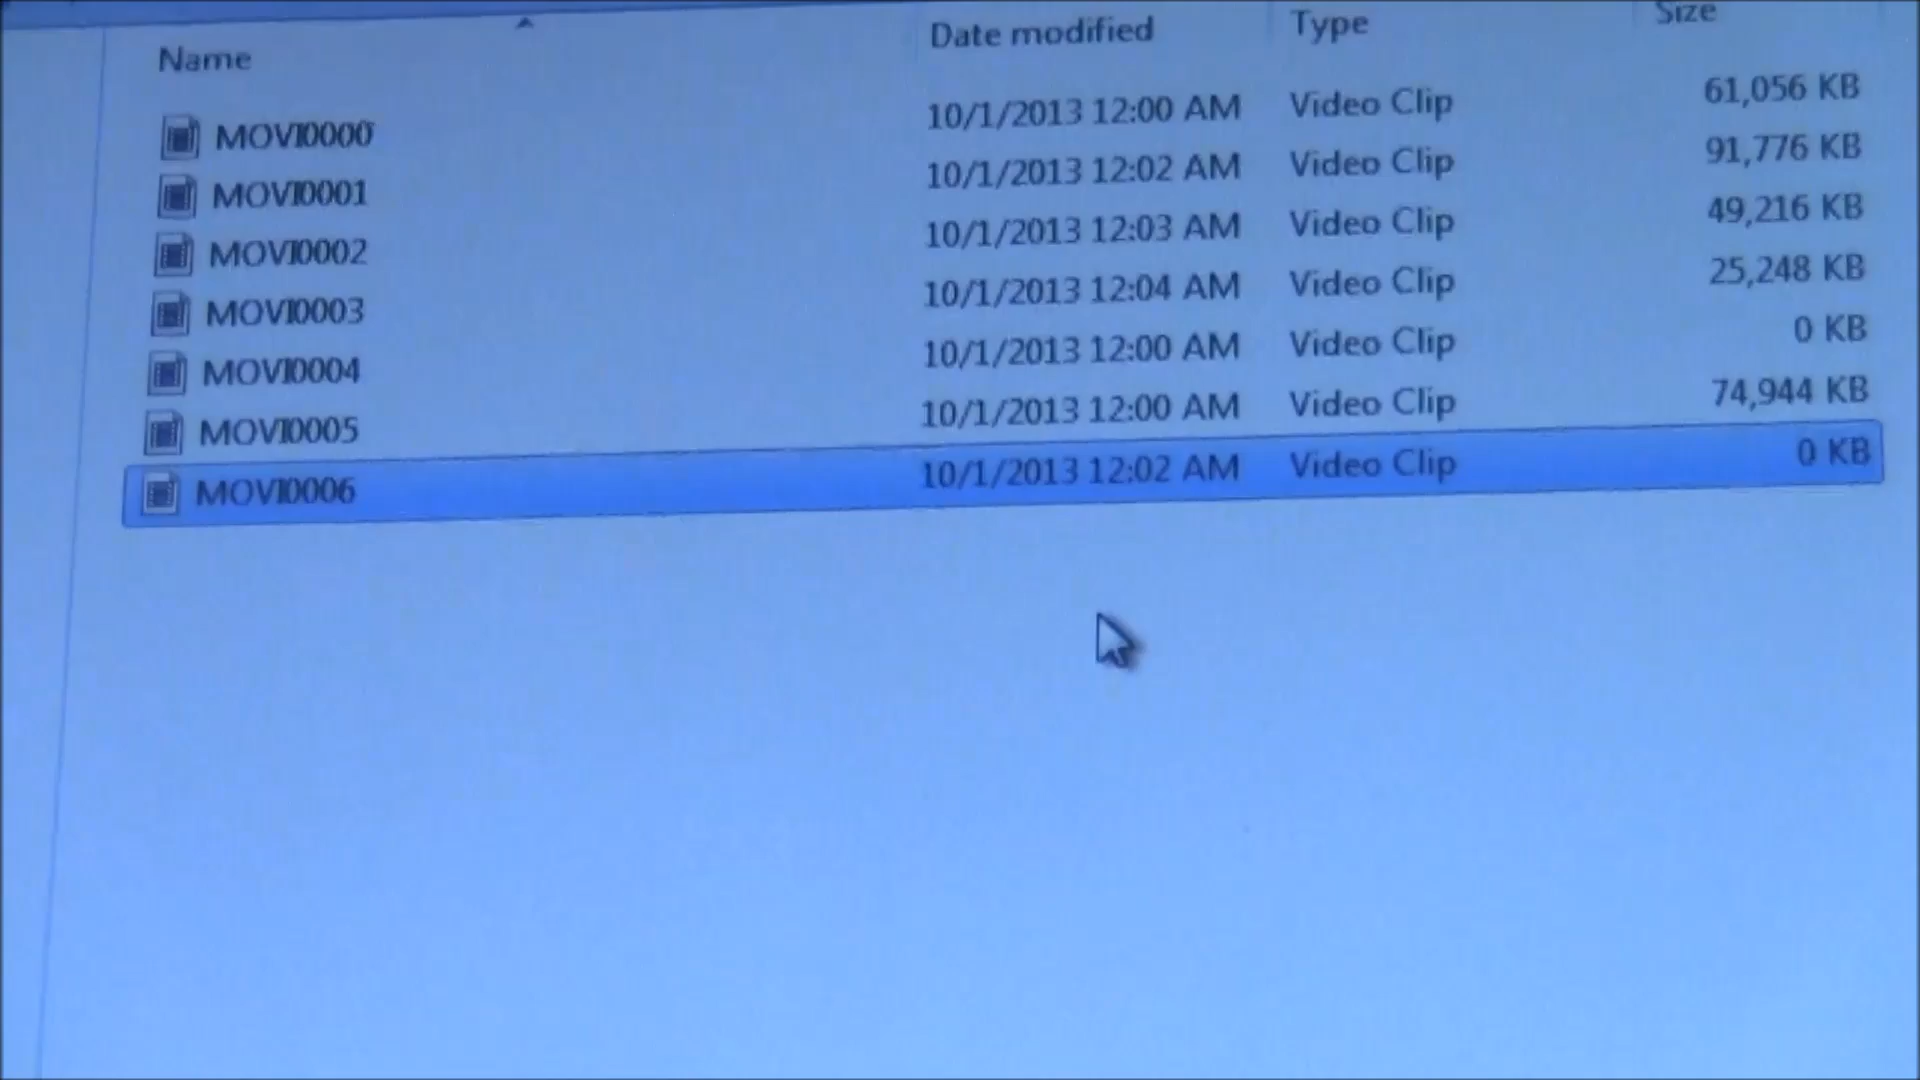 Name Date modified Type Size
MOVI0000 10/1/2013 12:00 AM Video Clip 61,056 KB
MOVI0001 10/1/2013 12:02 AM Video Clip 91,776 KB
MOVI0002 10/1/2013 12:03 AM Video Clip 49,216 KB
MOVI0003 10/1/2013 12:04 AM Video Clip 25,248 KB
MOVI0004 10/1/2013 12:00 AM Video Clip 0 KB
MOVI0005 10/1/2013 12:00 AM Video Clip 74,944 KB
MOVI0006 10/1/2013 12:02 AM Video Clip 0 KB